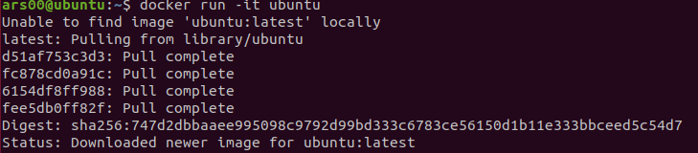 ars00@ubuntu:~$ docker run -it ubuntu
Unable to find image 'ubuntu:latest' locally
latest: Pulling from library/ubuntu
d51af753c3d3: Pull complete
fc878cd0a91c: Pull complete
6154df8ff988: Pull complete
fee5db0ff82f: Pull complete
Digest: sha256:747d2dbbaaee995098c9792d99bd333c6783ce56150d1b11e333bbceed5c54d7
Status: Downloaded newer image for ubuntu:latest